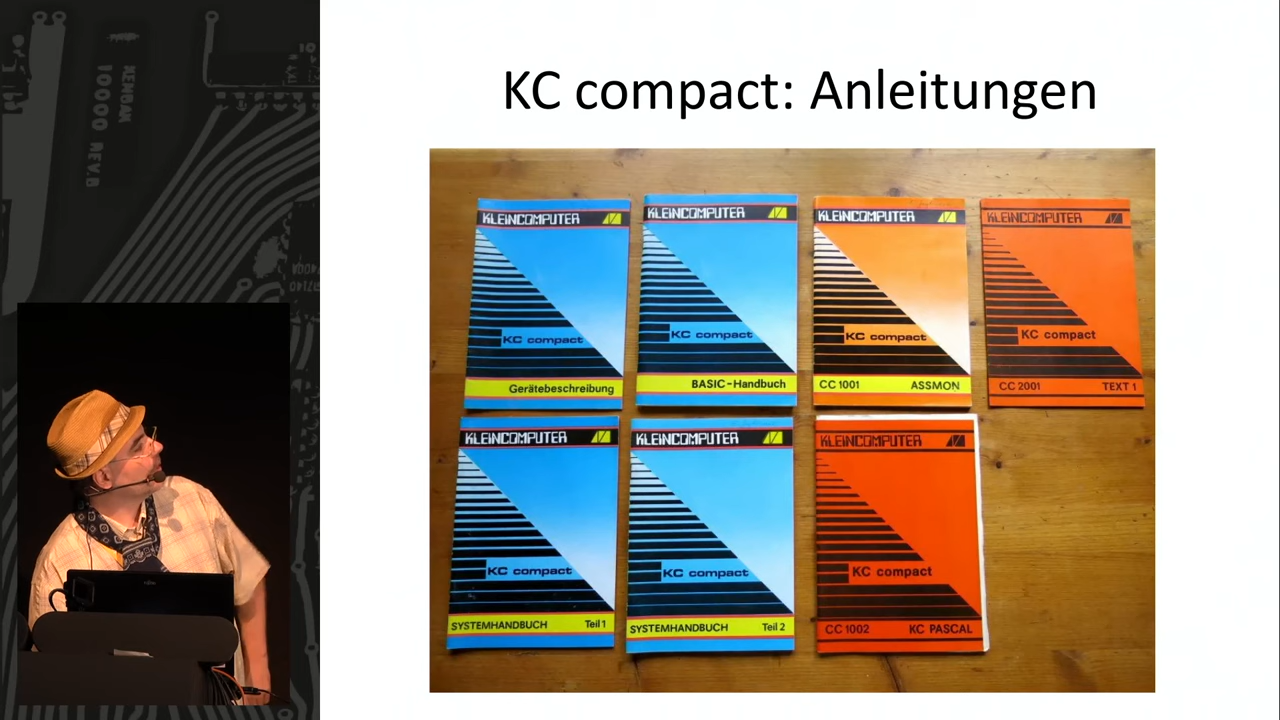 KC compact: Anleitungen
KLEINCOMPUTER
KC compact
Gerätebeschreibung
KLEINCOMPUTER
KC compact
BASIC-Handbuch
KLEINCOMPUTER
KC compact
CC 1001 ASSMON
KLEINCOMPUTER
KC compact
CC 2001 TEXT 1
KLEINCOMPUTER
KC compact
SYSTEMHANDBUCH Teil 1
KLEINCOMPUTER
KC compact
SYSTEMHANDBUCH Teil 2
KLEINCOMPUTER
KC compact
CC 1002 KC PASCAL
10000 REV.B